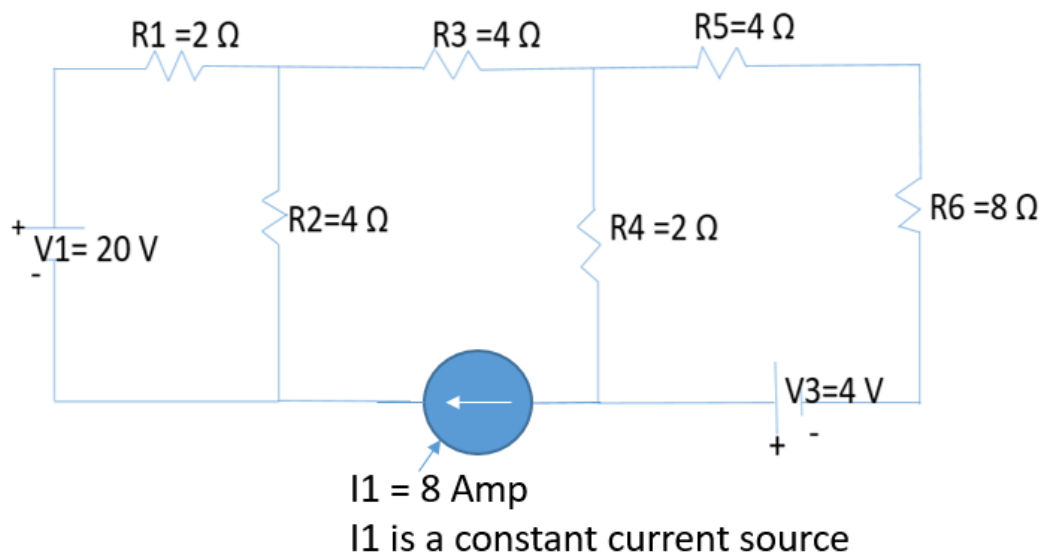 R1 =2 Ω
R3 =4 Ω
R5=4 Ω
R2=4 Ω
R4 =2 Ω
R6 =8 Ω
+
V1= 20 V
-
V3=4 V
+ -
I1 = 8 Amp
I1 is a constant current source